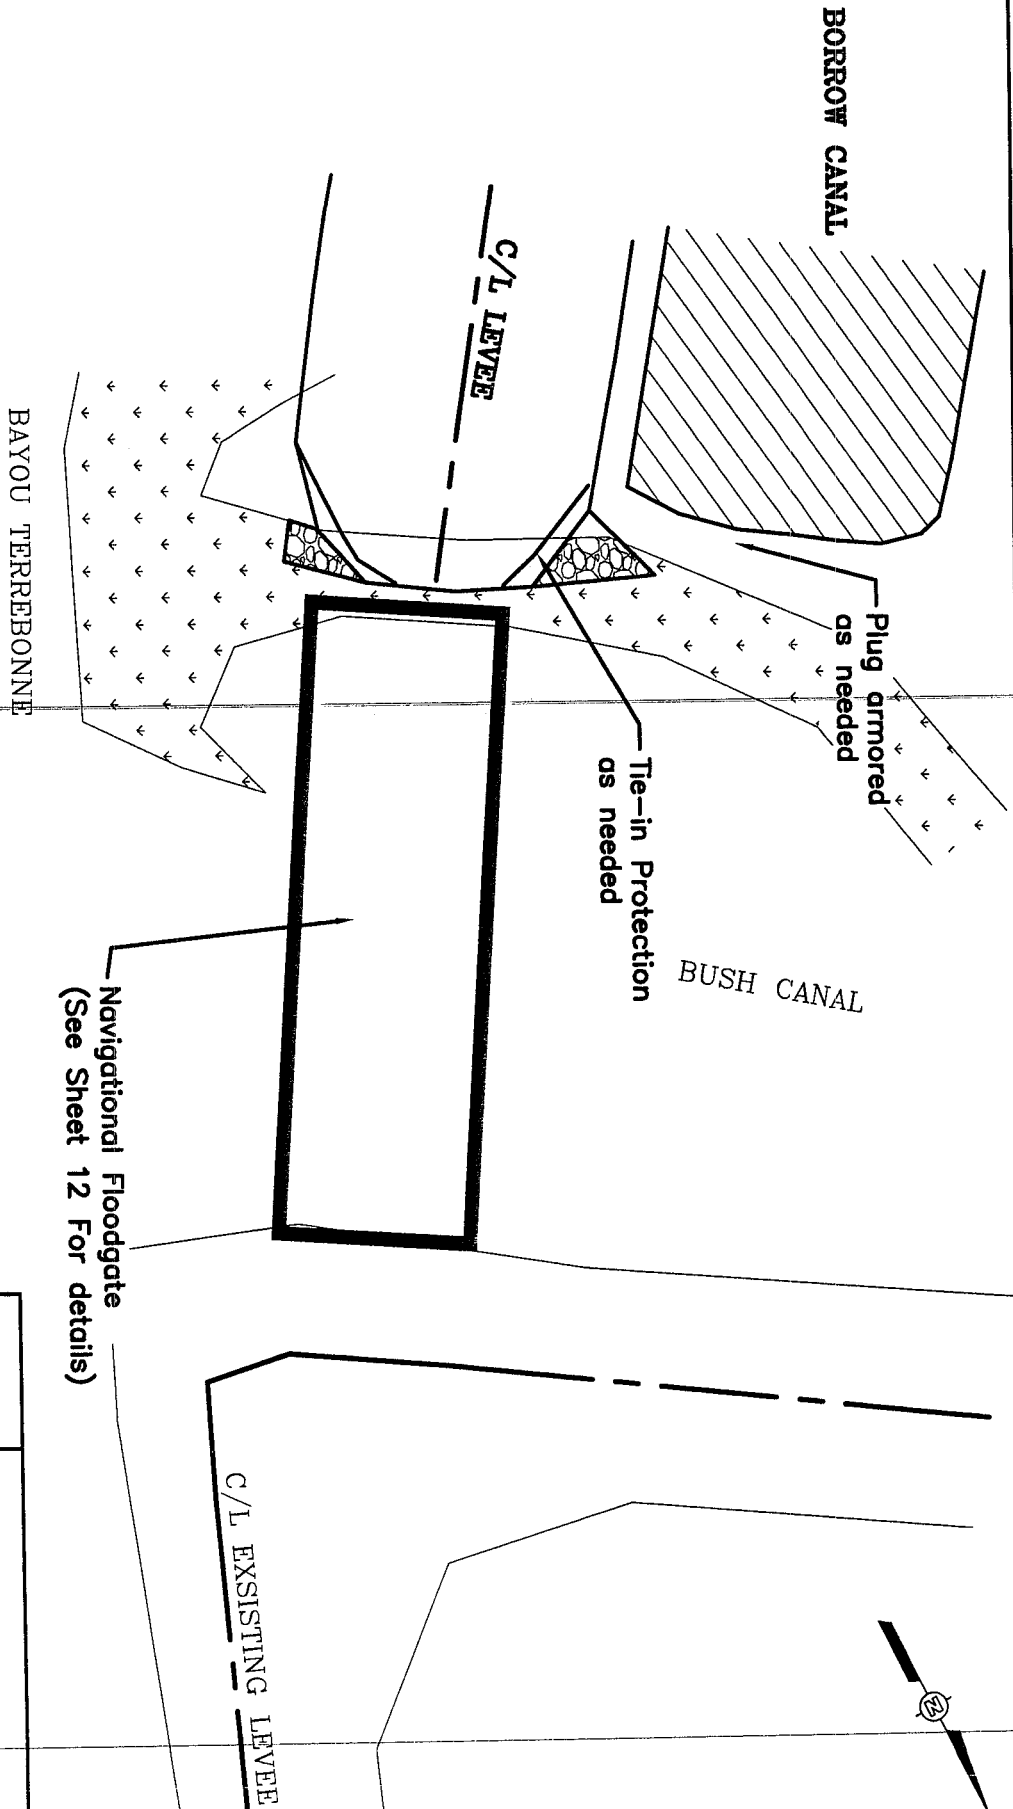 BORROW CANAL
C/L LEVEE
Plug armored
as needed
Tie-in Protection
as needed
BUSH CANAL
BAYOU TERREBONNE
Navigational Floodgate
(See Sheet 12 For details)
C/L EXSISTING LEVEE
N